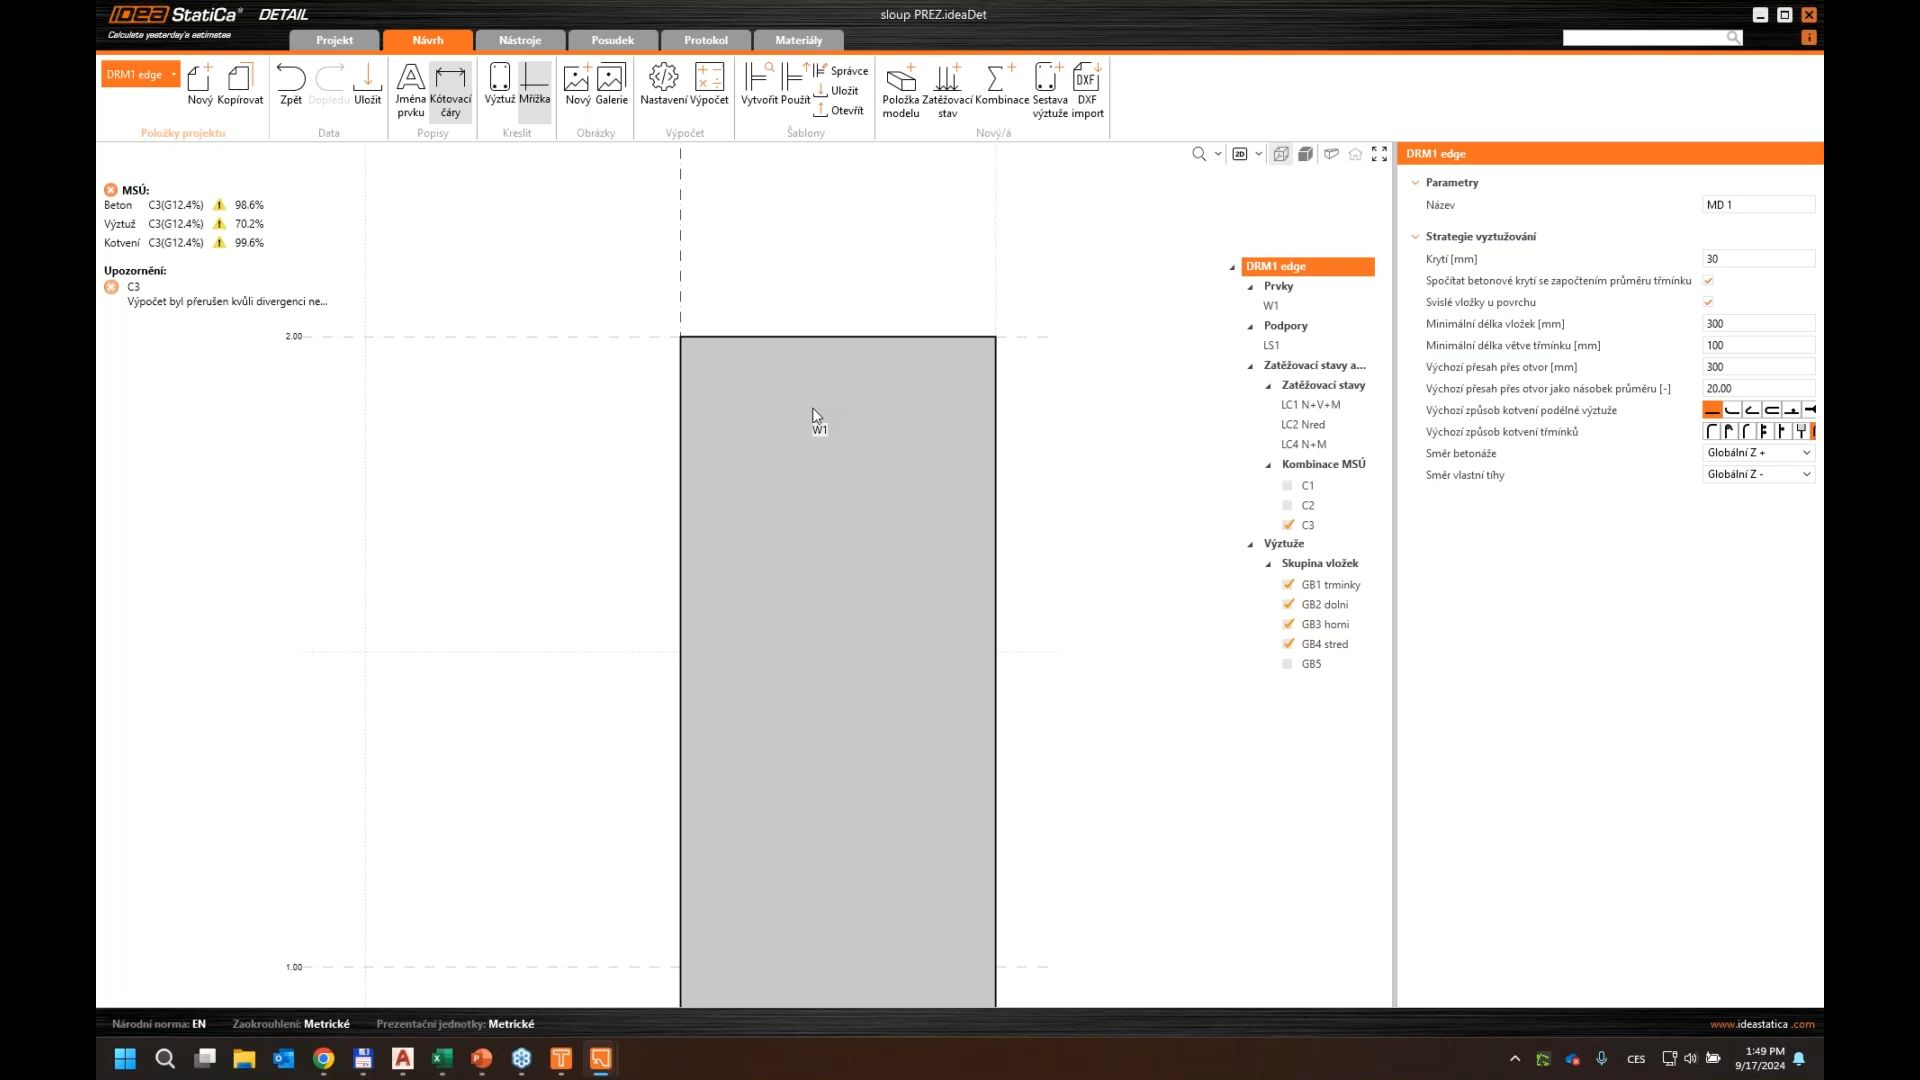 IDEA StatiCa® DETAIL
Calculate yesterday's estimates
sloup PREZ.ideaDet
Projekt
Návrh
Nástroje
Posudek
Protokol
Materiály
DRM1 edge
Nový
Kopírovat
Položky projektu
Zpět
Dopředu
Uložit
Data
Jména prvku
Kótovací čáry
Popisy
Výztuž
Mřížka
Kreslit
Nový
Galerie
Obrázky
Nastavení
Výpočet
Výpočet
Vytvořit
Použít
Správce
Uložit
Otevřít
Šablony
Položka modelu
Zatěžovací stav
Kombinace
Sestava výztuže
DXF
DXF import
Nový/á
2D
MSÚ:
Beton C3(G12.4%) 98.6%
Výztuž C3(G12.4%) 70.2%
Kotvení C3(G12.4%) 99.6%
Upozornění:
C3
Výpočet byl přerušen kvůli divergenci ne...
2.00
W1
1.00
DRM1 edge
Prvky
W1
Podpory
LS1
Zatěžovací stavy a...
Zatěžovací stavy
LC1 N+V+M
LC2 Nred
LC4 N+M
Kombinace MSÚ
C1
C2
C3
Výztuže
Skupina vložek
GB1 trminky
GB2 dolni
GB3 horni
GB4 stred
GB5
DRM1 edge
Parametry
Název MD 1
Strategie vyztužování
Krytí [mm] 30
Spočítat betonové krytí se započtením průměru třmínku
Svislé vložky u povrchu
Minimální délka vložek [mm] 300
Minimální délka větve třmínku [mm] 100
Výchozí přesah přes otvor [mm] 300
Výchozí přesah přes otvor jako násobek průměru [-] 20.00
Výchozí způsob kotvení podélné výztuže
Výchozí způsob kotvení třmínků
Směr betonáže Globální Z +
Směr vlastní tíhy Globální Z -
Národní norma: EN Zaokrouhlení: Metrické Prezentační jednotky: Metrické
www.ideastatica.com
CES
1:49 PM
9/17/2024